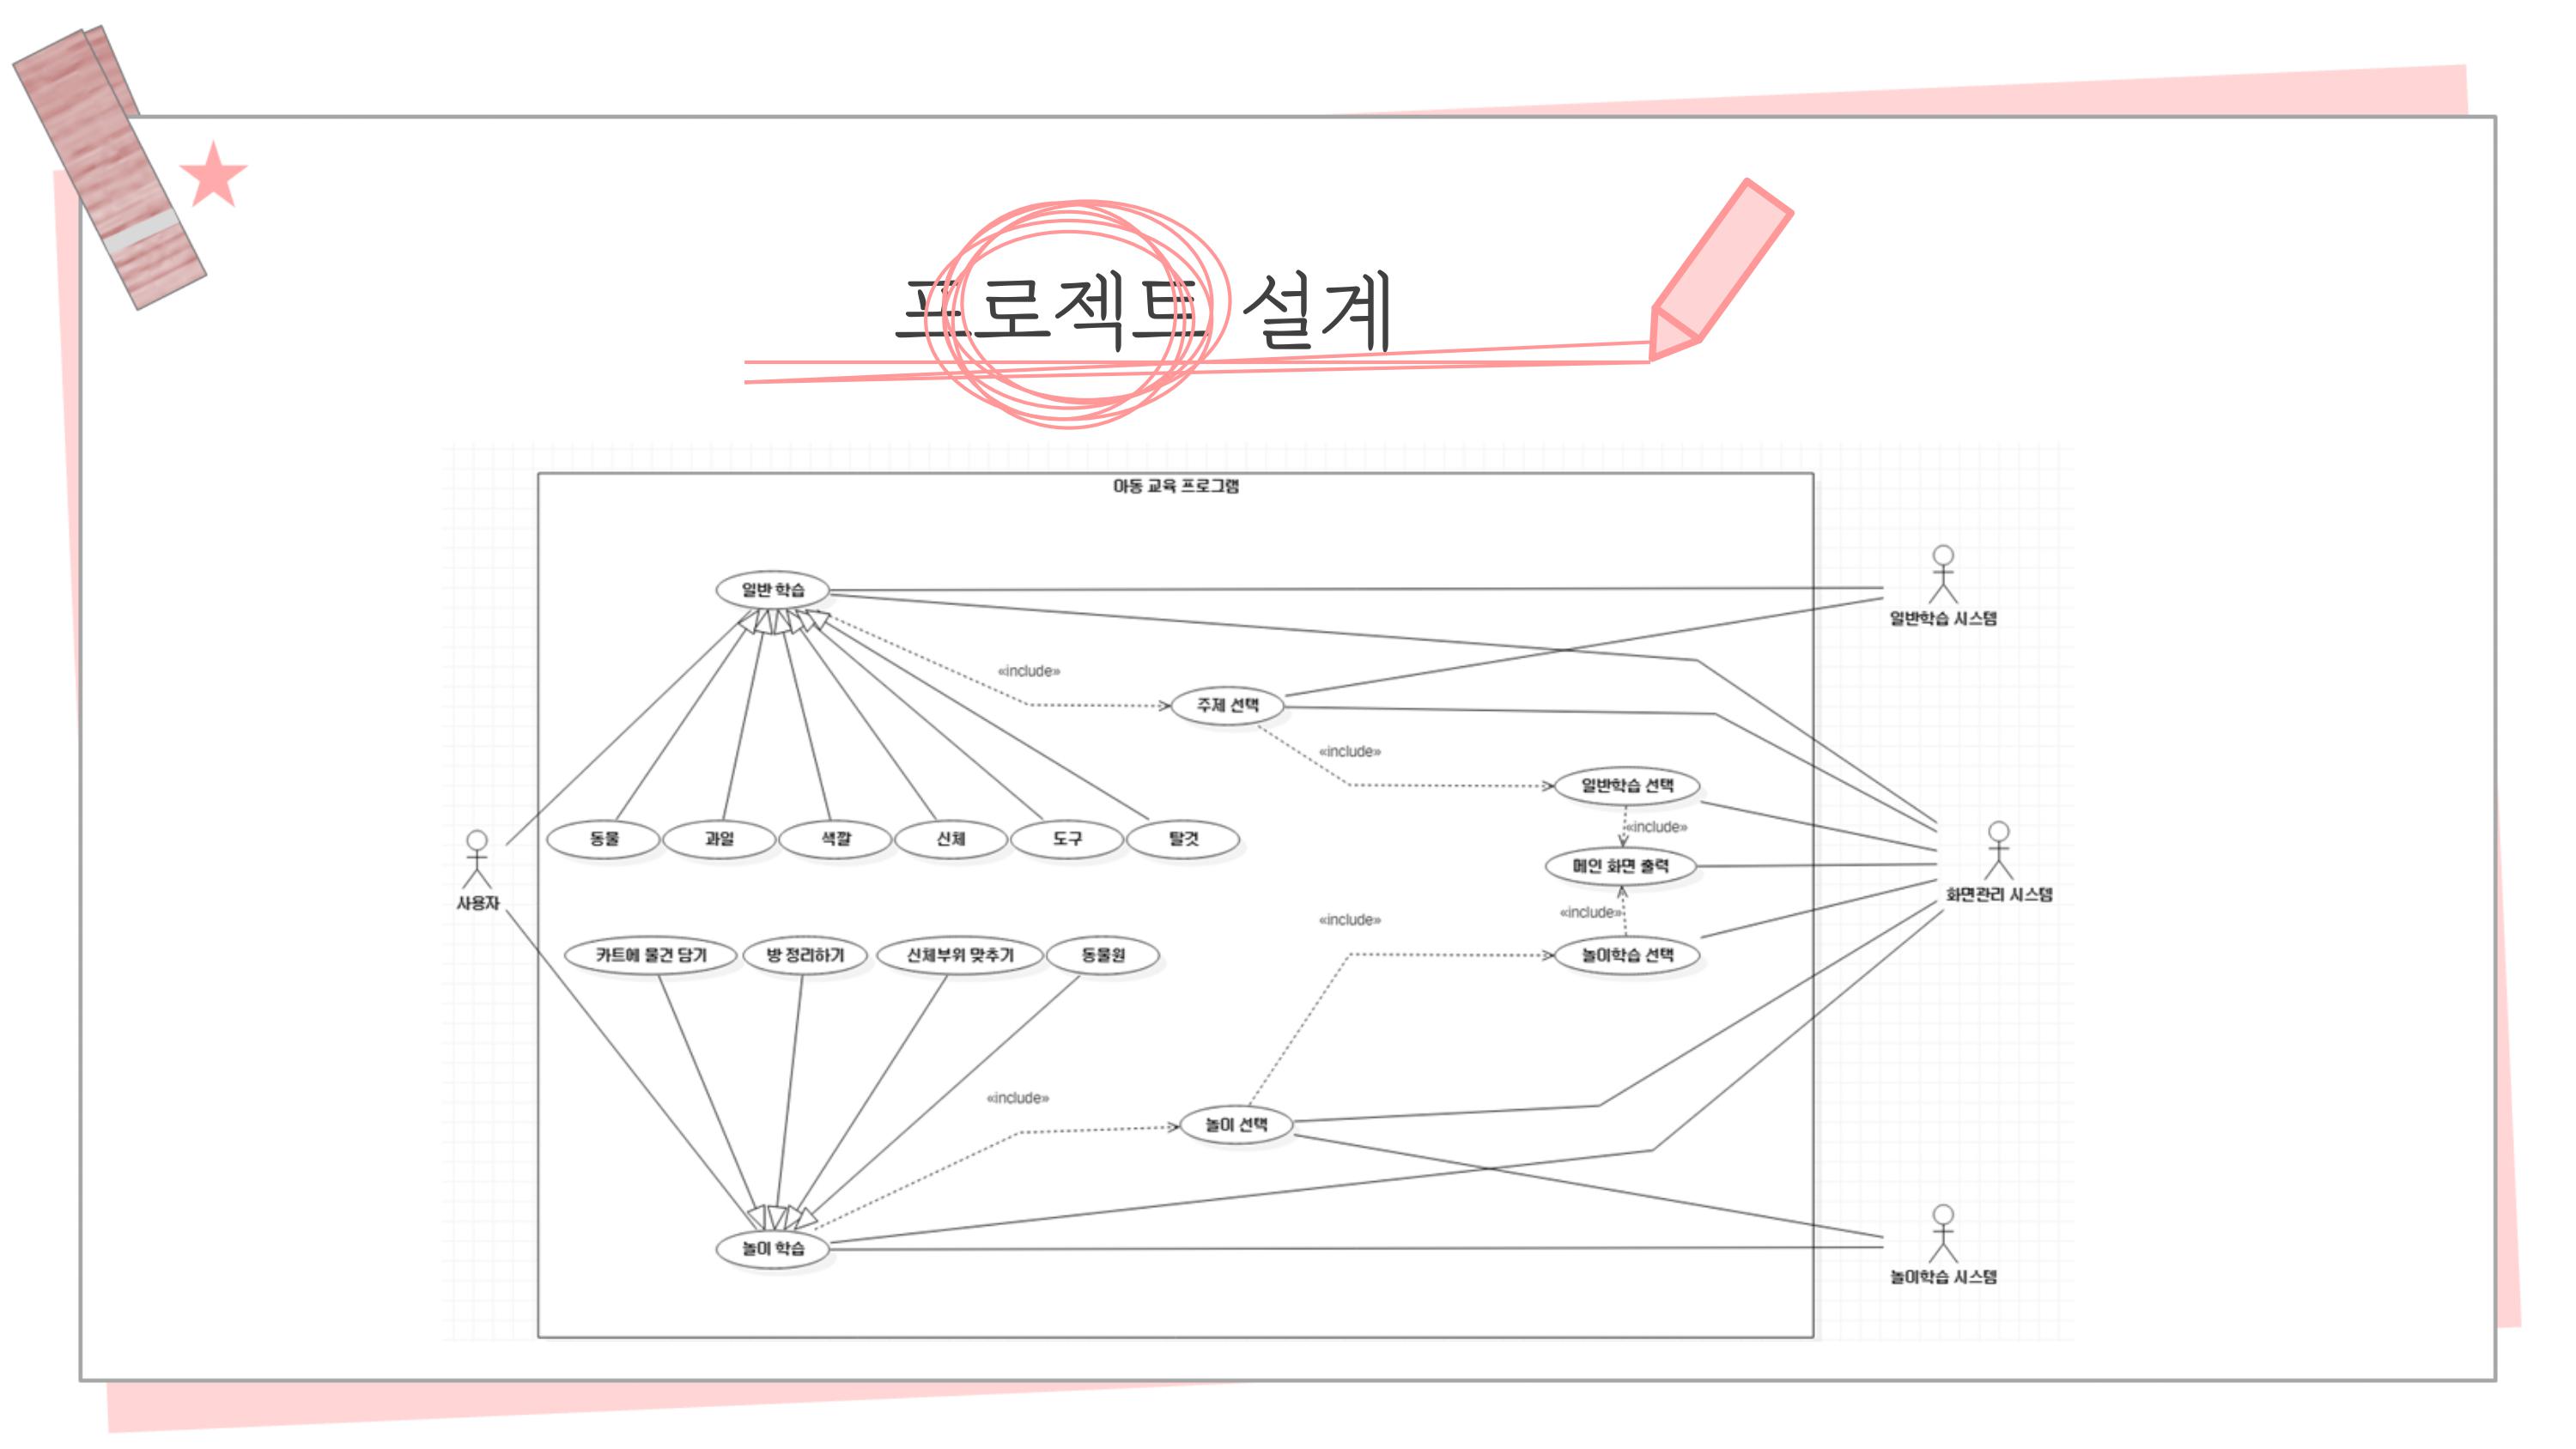 프로젝트 설계
아동 교육 프로그램
일반 학습
일반학습 시스템
«include»
주제 선택
«include»
일반학습 선택
«include»
동물
과일
색깔
신체
도구
탈것
메인 화면 출력
사용자
화면관리 시스템
«include»
«include»
카트에 물건 담기
방 정리하기
신체부위 맞추기
동물원
놀이학습 선택
«include»
놀이 선택
놀이 학습
놀이학습 시스템